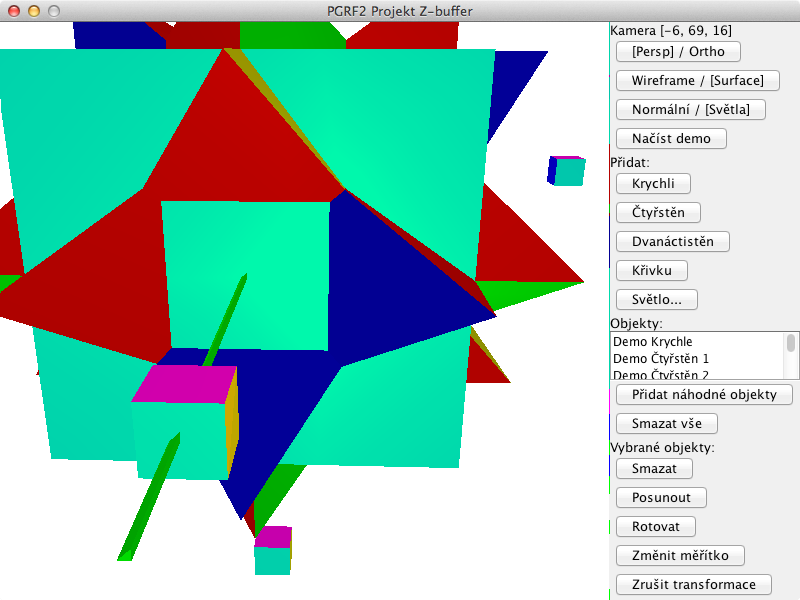 PGRF2 Projekt Z-buffer
Kamera [-6, 69, 16]
[Persp] / Ortho
Wireframe / [Surface]
Normální / [Světla]
Načíst demo
Přidat:
Krychli
Čtyřstěn
Dvanáctistěn
Křivku
Světlo...
Objekty:
Demo Krychle
Demo Čtyřstěn 1
Demo Čtyřstěn 2
Přidat náhodné objekty
Smazat vše
Vybrané objekty:
Smazat
Posunout
Rotovat
Změnit měřítko
Zrušit transformace